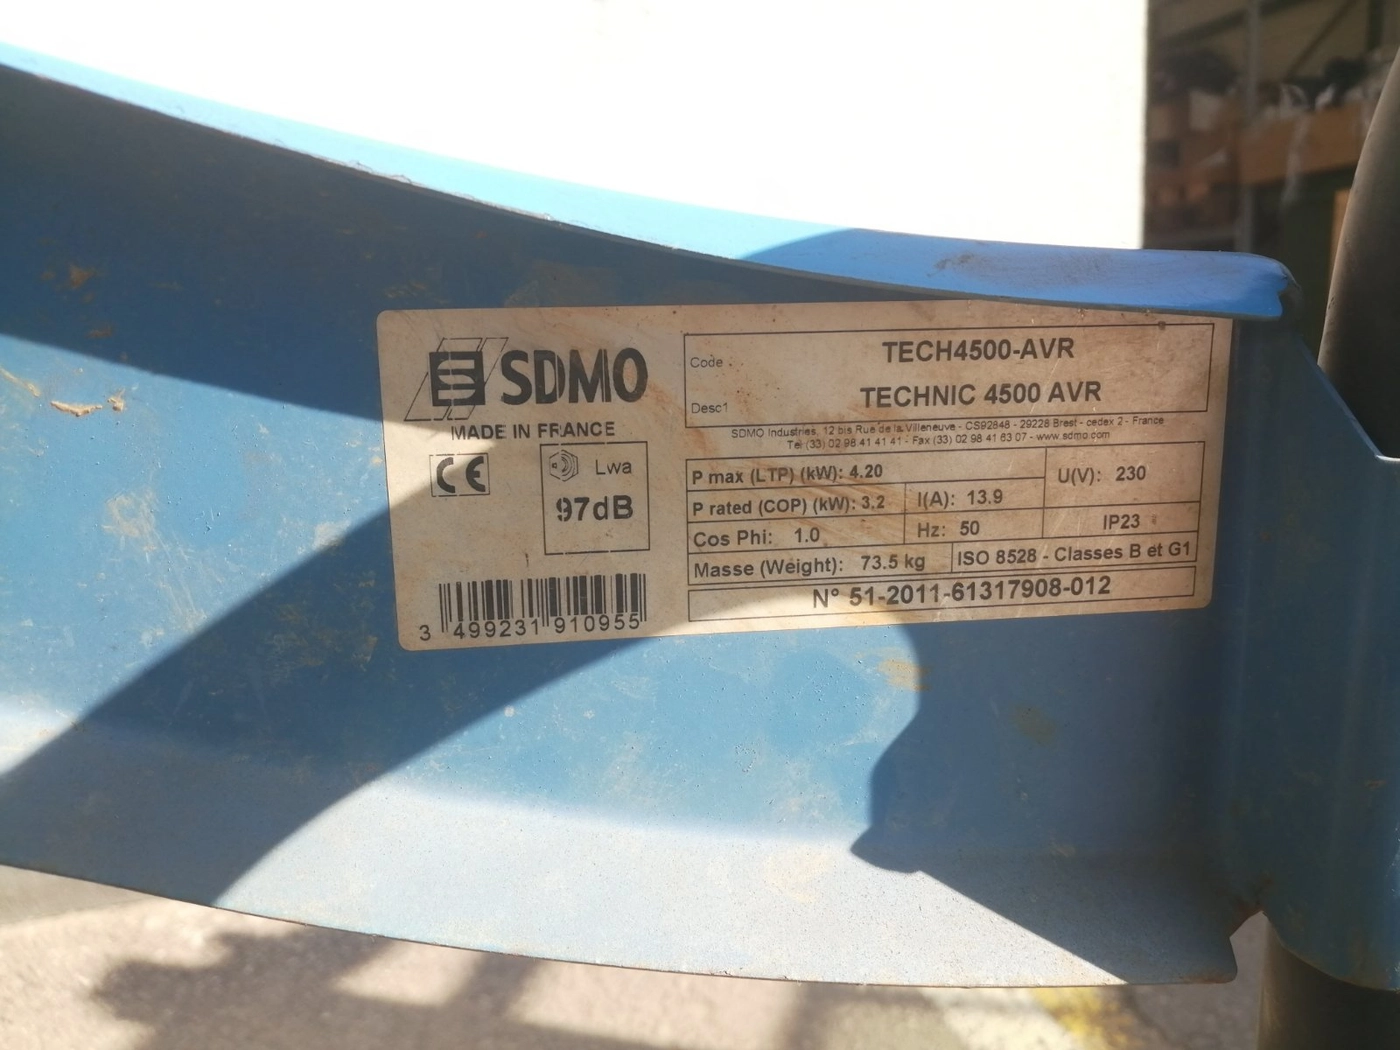 SDMO
MADE IN FRANCE
CE
Lwa
97dB
3 499231 910955
Code : TECH4500-AVR
Desc1 TECHNIC 4500 AVR
SDMO Industries, 12 bis Rue de la Villeneuve - CS92848 - 29228 Brest - cedex 2 - France
Tel (33) 02 98 41 41 41 - Fax (33) 02 98 41 63 07 - www.sdmo.com
P max (LTP) (kW): 4.20
U(V): 230
P rated (COP) (kW): 3.2 I(A): 13.9
Cos Phi: 1.0 Hz: 50 IP23
Masse (Weight): 73.5 kg ISO 8528 - Classes B et G1
N° 51-2011-61317908-012